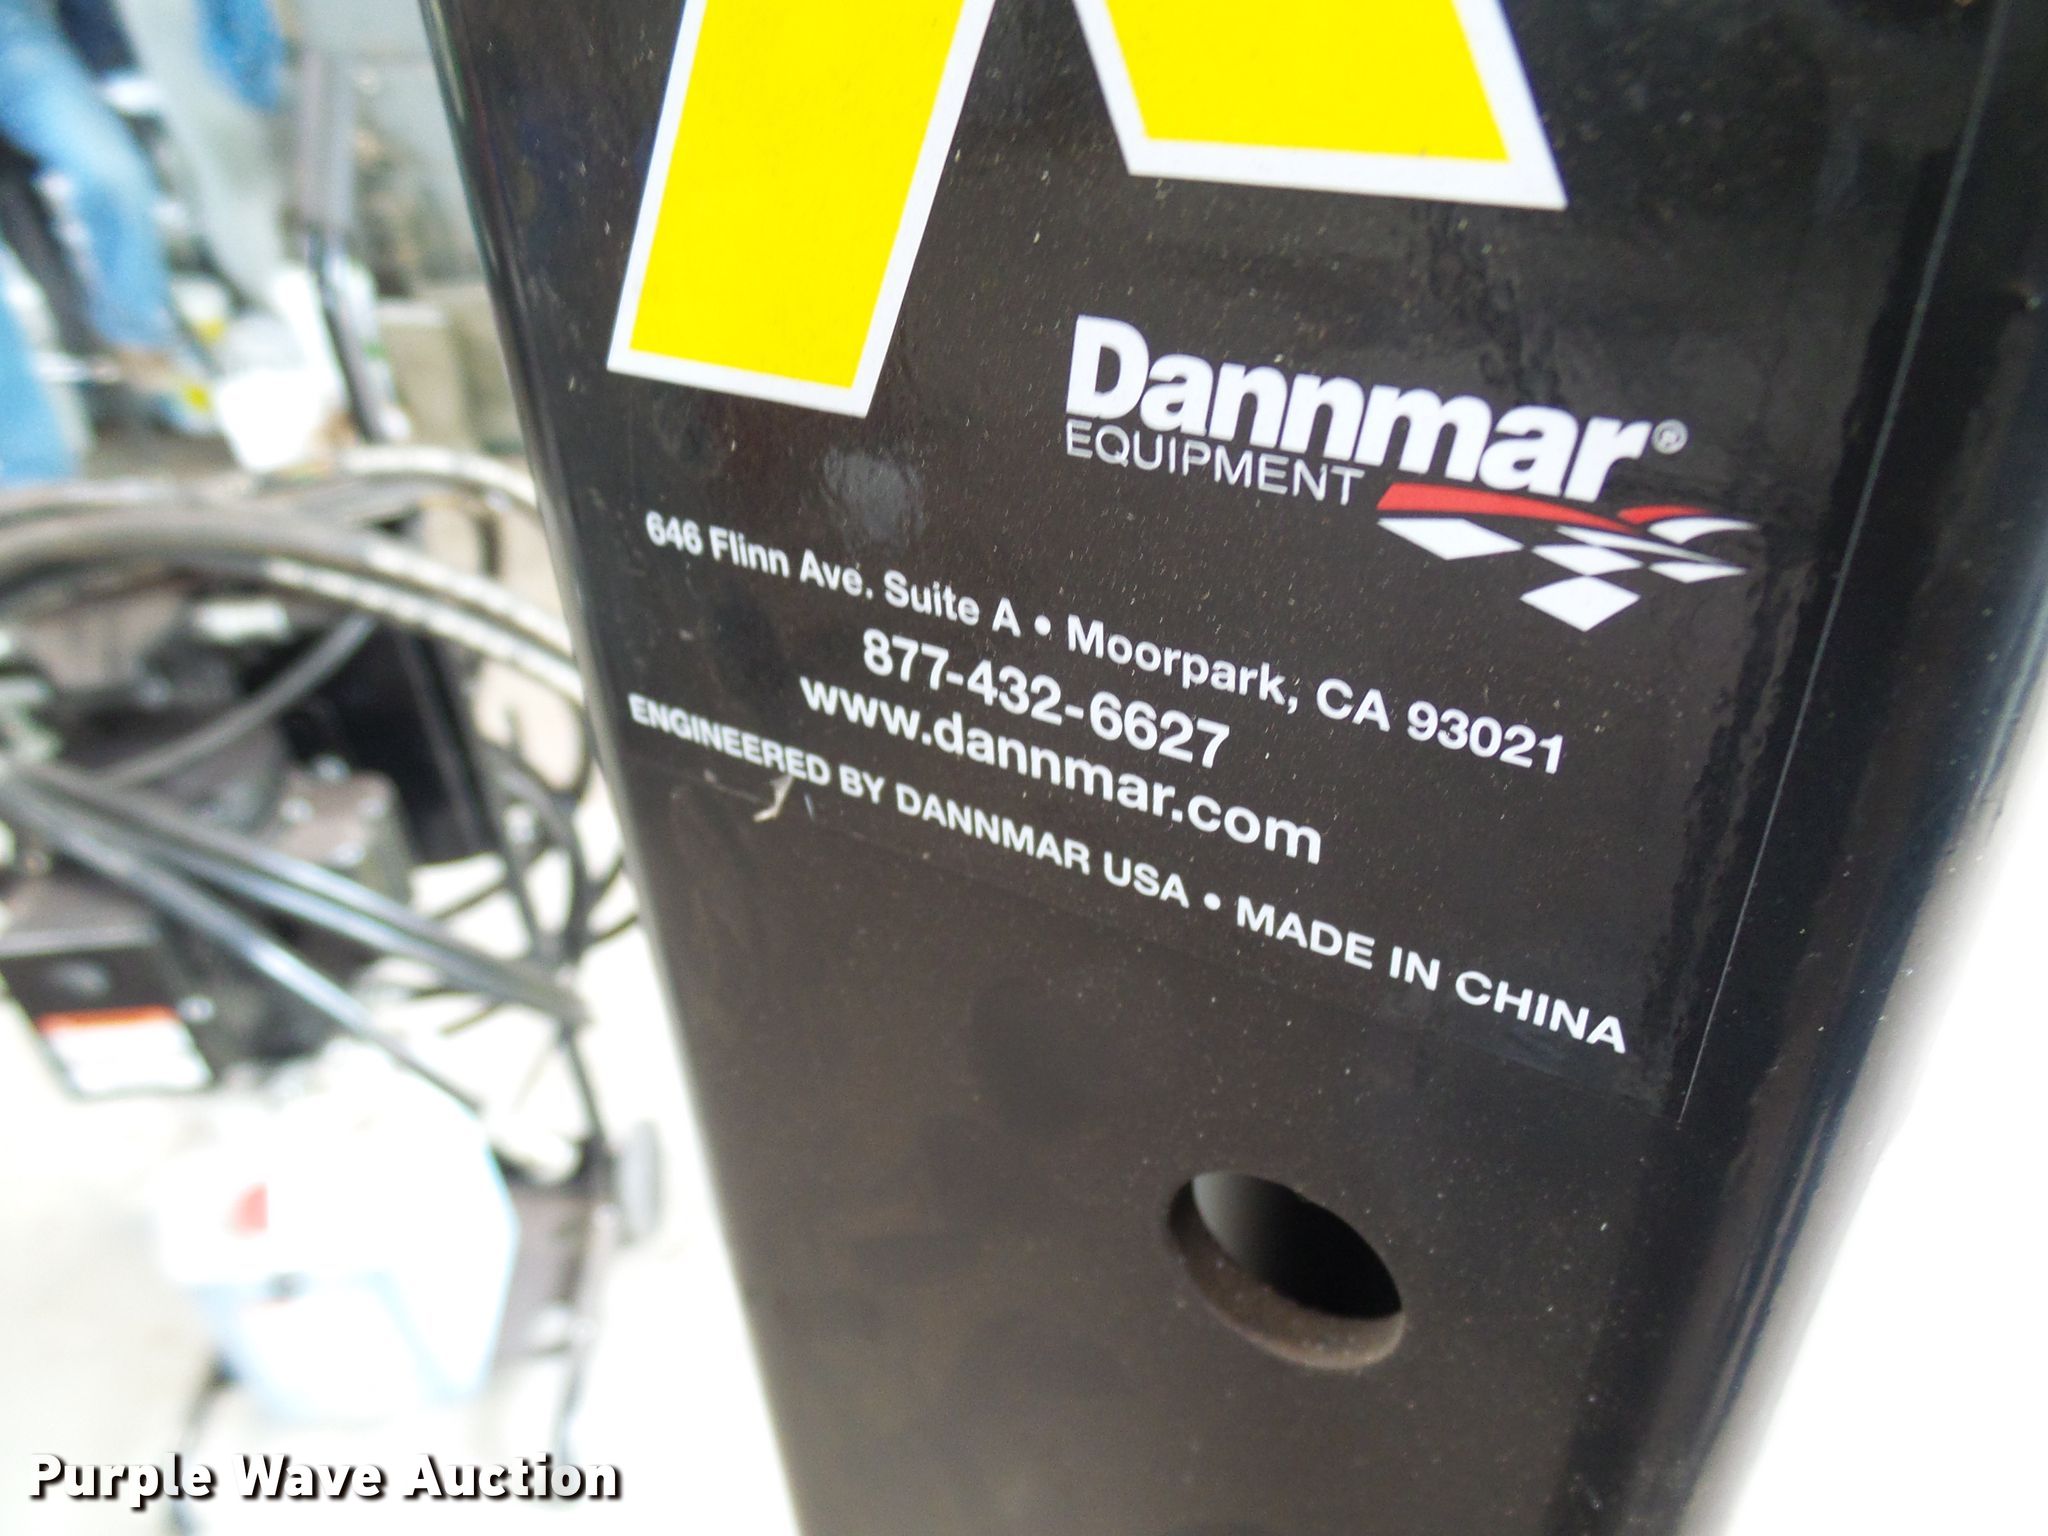 Dannmar®
EQUIPMENT
646 Flinn Ave. Suite A • Moorpark, CA 93021
877-432-6627
www.dannmar.com
ENGINEERED BY DANNMAR USA • MADE IN CHINA
Purple Wave Auction